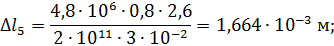 Δl₅ = (4,8 · 10⁶ · 0,8 · 2,6) / (2 · 10¹¹ · 3 · 10⁻²) = 1,664 · 10⁻³ м;